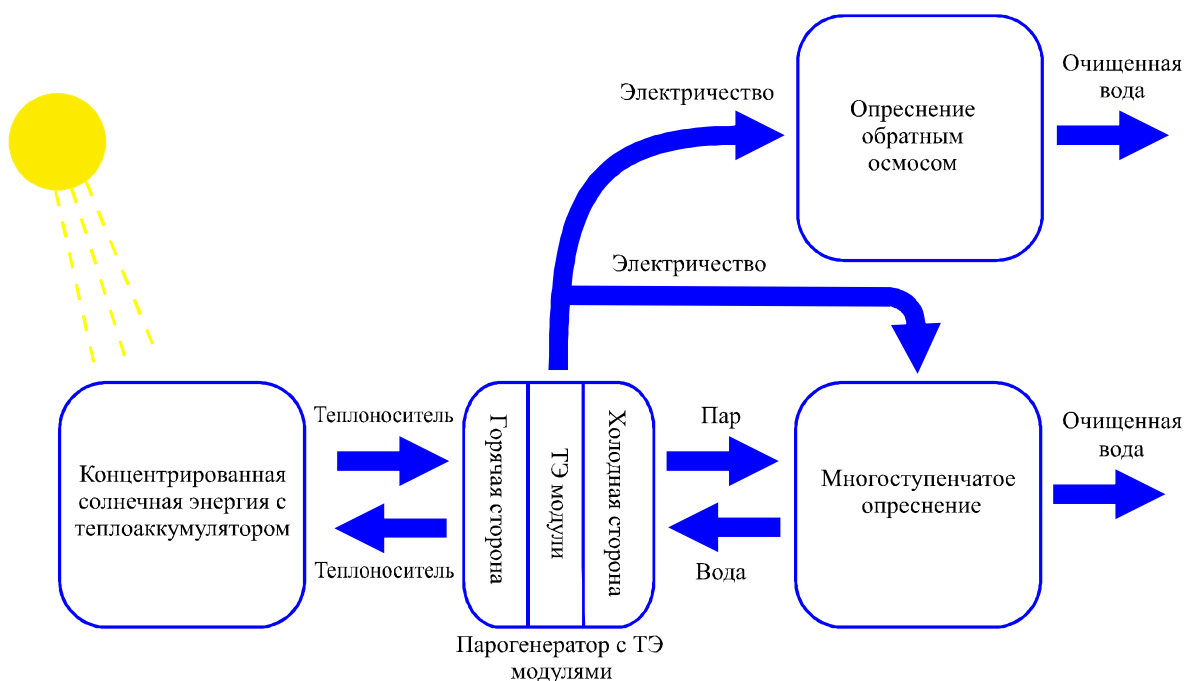 Электричество
Опреснение
обратным
осмосом
Очищенная
вода
Электричество
Концентрированная
солнечная энергия с
теплоаккумулятором
Теплоноситель
Теплоноситель
Горячая сторона
ТЭ модули
Холодная сторона
Парогенератор с ТЭ
модулями
Пар
Вода
Многоступенчатое
опреснение
Очищенная
вода